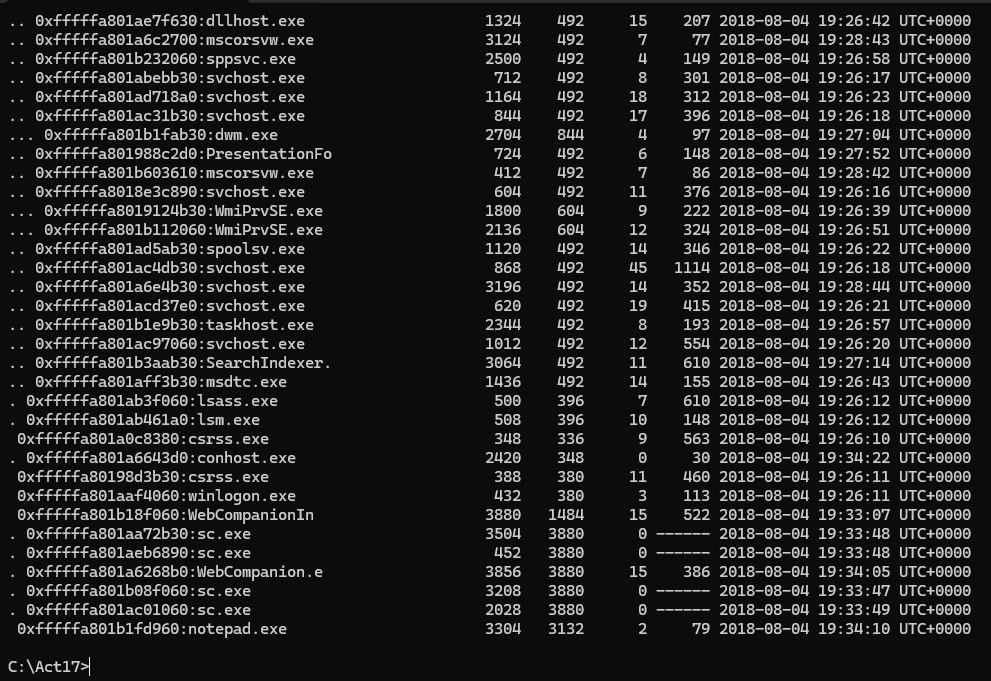 .. 0xfffffa801ae7f630:dllhost.exe 1324 492 15 207 2018-08-04 19:26:42 UTC+0000
.. 0xfffffa801a6c2700:mscorsvw.exe 3124 492 7 77 2018-08-04 19:28:43 UTC+0000
.. 0xfffffa801b232060:sppsvc.exe 2500 492 4 149 2018-08-04 19:26:58 UTC+0000
.. 0xfffffa801abebb30:svchost.exe 712 492 8 301 2018-08-04 19:26:17 UTC+0000
.. 0xfffffa801ad718a0:svchost.exe 1164 492 18 312 2018-08-04 19:26:23 UTC+0000
.. 0xfffffa801ac31b30:svchost.exe 844 492 17 396 2018-08-04 19:26:18 UTC+0000
... 0xfffffa801b1fab30:dwm.exe 2704 844 4 97 2018-08-04 19:27:04 UTC+0000
.. 0xfffffa801988c2d0:PresentationFo 724 492 6 148 2018-08-04 19:27:52 UTC+0000
.. 0xfffffa801b603610:mscorsvw.exe 412 492 7 86 2018-08-04 19:28:42 UTC+0000
.. 0xfffffa8018e3c890:svchost.exe 604 492 11 376 2018-08-04 19:26:16 UTC+0000
... 0xfffffa8019124b30:WmiPrvSE.exe 1800 604 9 222 2018-08-04 19:26:39 UTC+0000
... 0xfffffa801b112060:WmiPrvSE.exe 2136 604 12 324 2018-08-04 19:26:51 UTC+0000
.. 0xfffffa801ad5ab30:spoolsv.exe 1120 492 14 346 2018-08-04 19:26:22 UTC+0000
.. 0xfffffa801ac4db30:svchost.exe 868 492 45 1114 2018-08-04 19:26:18 UTC+0000
.. 0xfffffa801a6e4b30:svchost.exe 3196 492 14 352 2018-08-04 19:28:44 UTC+0000
.. 0xfffffa801acd37e0:svchost.exe 620 492 19 415 2018-08-04 19:26:21 UTC+0000
.. 0xfffffa801b1e9b30:taskhost.exe 2344 492 8 193 2018-08-04 19:26:57 UTC+0000
.. 0xfffffa801ac97060:svchost.exe 1012 492 12 554 2018-08-04 19:26:20 UTC+0000
.. 0xfffffa801b3aab30:SearchIndexer. 3064 492 11 610 2018-08-04 19:27:14 UTC+0000
.. 0xfffffa801aff3b30:msdtc.exe 1436 492 14 155 2018-08-04 19:26:43 UTC+0000
. 0xfffffa801ab3f060:lsass.exe 500 396 7 610 2018-08-04 19:26:12 UTC+0000
. 0xfffffa801ab461a0:lsm.exe 508 396 10 148 2018-08-04 19:26:12 UTC+0000
0xfffffa801a0c8380:csrss.exe 348 336 9 563 2018-08-04 19:26:10 UTC+0000
. 0xfffffa801a6643d0:conhost.exe 2420 348 0 30 2018-08-04 19:34:22 UTC+0000
0xfffffa80198d3b30:csrss.exe 388 380 11 460 2018-08-04 19:26:11 UTC+0000
0xfffffa801aaf4060:winlogon.exe 432 380 3 113 2018-08-04 19:26:11 UTC+0000
0xfffffa801b18f060:WebCompanionIn 3880 1484 15 522 2018-08-04 19:33:07 UTC+0000
. 0xfffffa801aa72b30:sc.exe 3504 3880 0 ------ 2018-08-04 19:33:48 UTC+0000
. 0xfffffa801aeb6890:sc.exe 452 3880 0 ------ 2018-08-04 19:33:48 UTC+0000
. 0xfffffa801a6268b0:WebCompanion.e 3856 3880 15 386 2018-08-04 19:34:05 UTC+0000
. 0xfffffa801b08f060:sc.exe 3208 3880 0 ------ 2018-08-04 19:33:47 UTC+0000
. 0xfffffa801ac01060:sc.exe 2028 3880 0 ------ 2018-08-04 19:33:49 UTC+0000
0xfffffa801b1fd960:notepad.exe 3304 3132 2 79 2018-08-04 19:34:10 UTC+0000
C:\Act17>